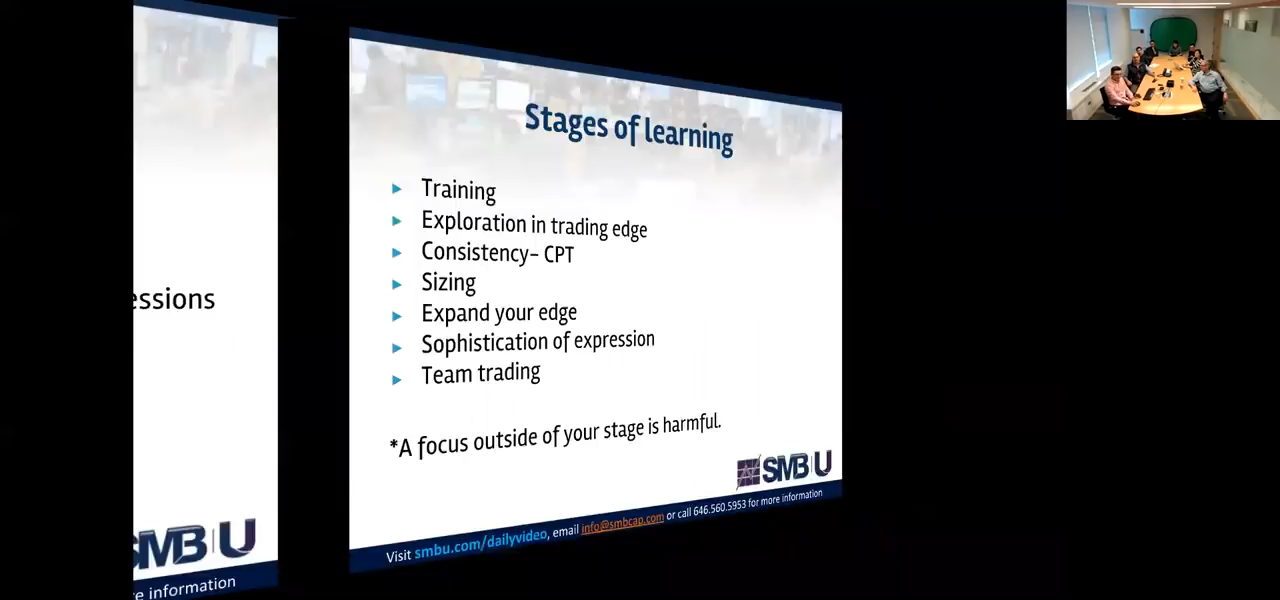 essions
SMB U
e information
Stages of learning
Training
Exploration in trading edge
Consistency– CPT
Sizing
Expand your edge
Sophistication of expression
Team trading
*A focus outside of your stage is harmful.
SMB U
Visit smbu.com/dailyvideo, email info@smbcap.com or call 646.560.5953 for more information